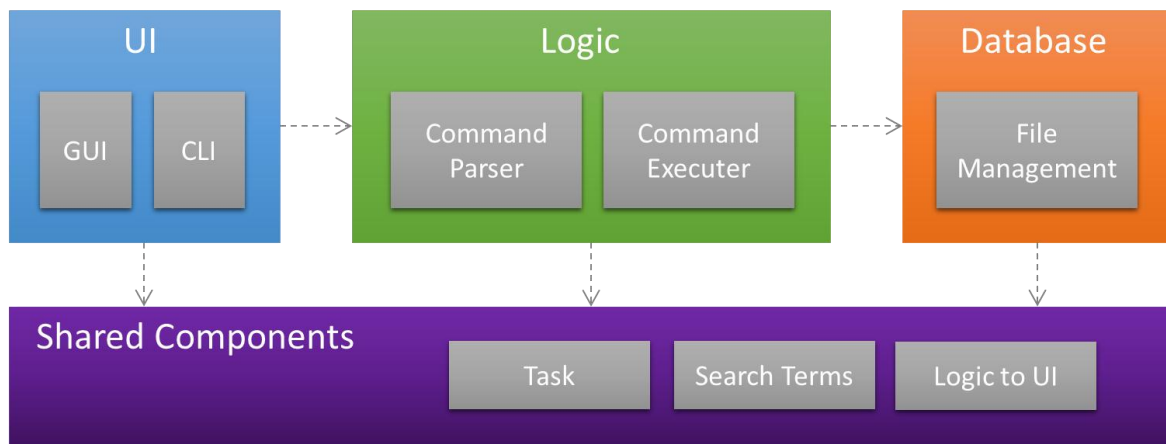 UI
GUI
CLI
Logic
Command
Parser
Command
Executer
Database
File
Management
Shared Components
Task
Search Terms
Logic to UI